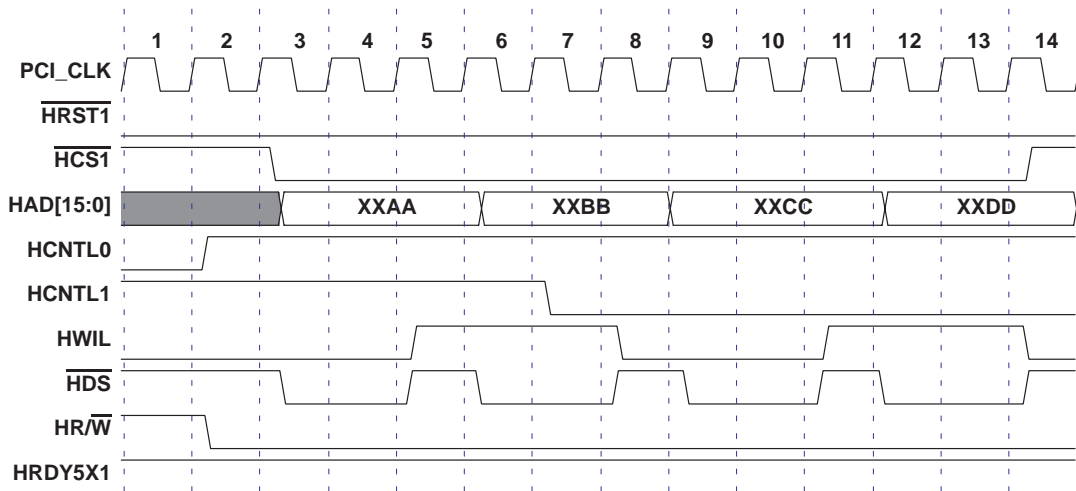 1 2 3 4 5 6 7 8 9 10 11 12 13 14
PCI_CLK
HRST1
HCS1
HAD[15:0] XXAA XXBB XXCC XXDD
HCNTL0
HCNTL1
HWIL
HDS
HR/W
HRDY5X1